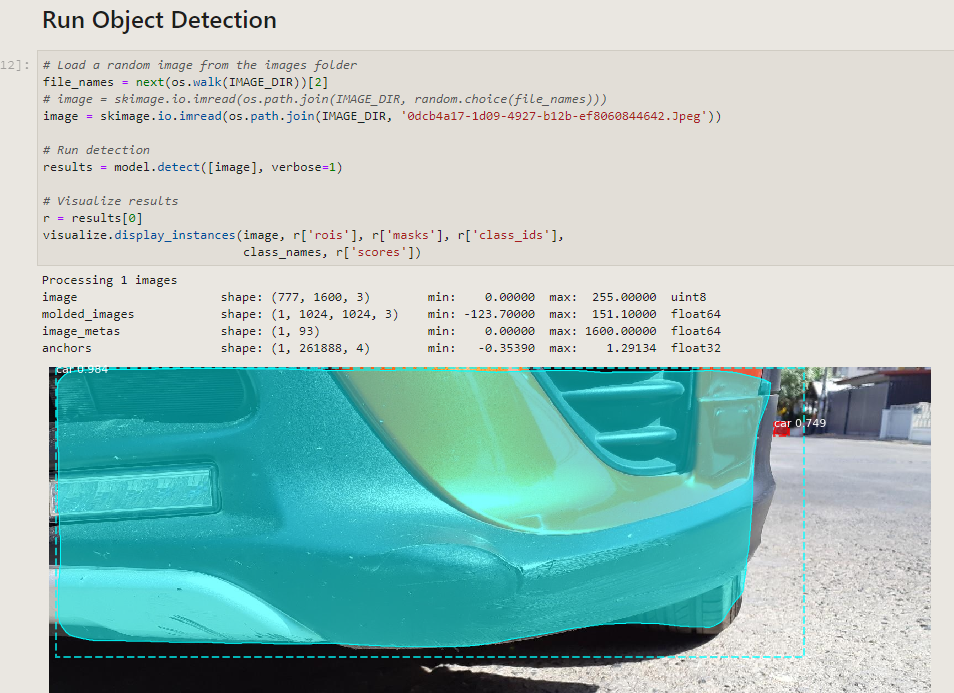 Run Object Detection
12]:
# Load a random image from the images folder
file_names = next(os.walk(IMAGE_DIR))[2]
# image = skimage.io.imread(os.path.join(IMAGE_DIR, random.choice(file_names)))
image = skimage.io.imread(os.path.join(IMAGE_DIR, '0dcb4a17-1d09-4927-b12b-ef8060844642.Jpeg'))
# Run detection
results = model.detect([image], verbose=1)
# Visualize results
r = results[0]
visualize.display_instances(image, r['rois'], r['masks'], r['class_ids'],
class_names, r['scores'])
Processing 1 images
image shape: (777, 1600, 3) min: 0.00000 max: 255.00000 uint8
molded_images shape: (1, 1024, 1024, 3) min: -123.70000 max: 151.10000 float64
image_metas shape: (1, 93) min: 0.00000 max: 1600.00000 float64
anchors shape: (1, 261888, 4) min: -0.35390 max: 1.29134 float32
car 0.984
car 0.749